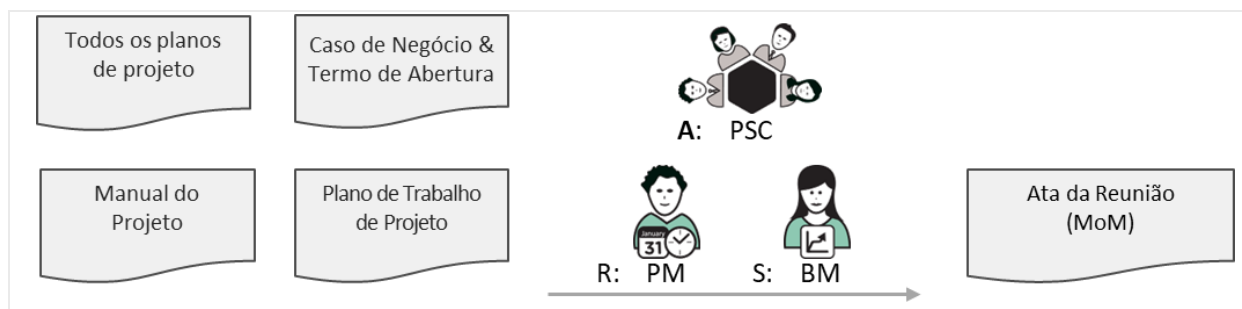 Todos os planos
de projeto
Caso de Negócio &
Termo de Abertura
A: PSC
Manual do
Projeto
Plano de Trabalho
de Projeto
January
31
R: PM
S: BM
Ata da Reunião
(MoM)